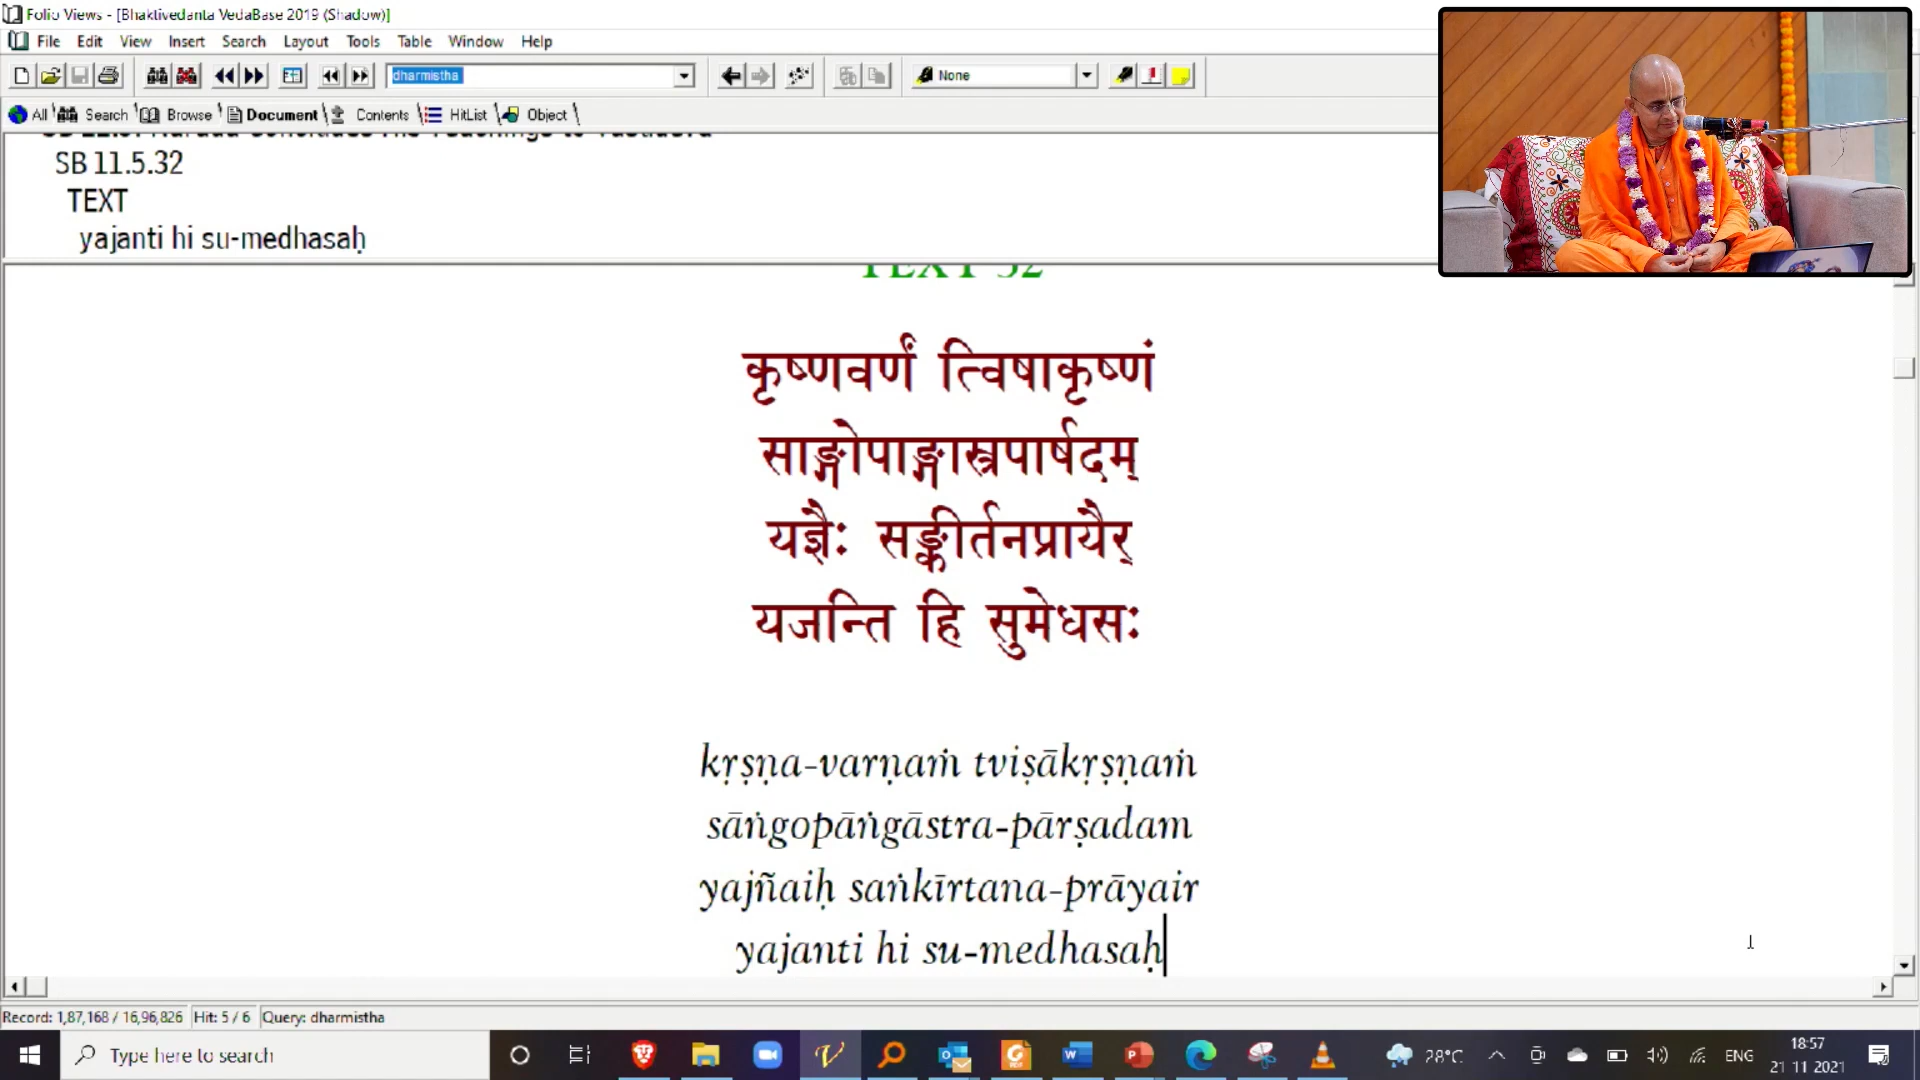 Folio Views - [Bhaktivedanta VedaBase 2019 (Shadow)]
File Edit View Insert Search Layout Tools Table Window Help
dharmistha None
All Search Browse Document Contents HitList Object
SB 11.5.32
TEXT
yajanti hi su-medhasaḥ
TEXT 32
कृष्णवर्णं त्विषाकृष्णं
साङ्गोपाङ्गास्त्रपार्षदम्
यज्ञैः सङ्कीर्तनप्रायैर्
यजन्ति हि सुमेधसः
kṛṣṇa-varṇaṁ tviṣākṛṣṇaṁ
sāṅgopāṅgāstra-pārṣadam
yajñaiḥ saṅkīrtana-prāyair
yajanti hi su-medhasaḥ
Record: 1,87,168 / 16,96,826 Hit: 5 / 6 Query: dharmistha
Type here to search 28°C ENG 18:57
21-11-2021